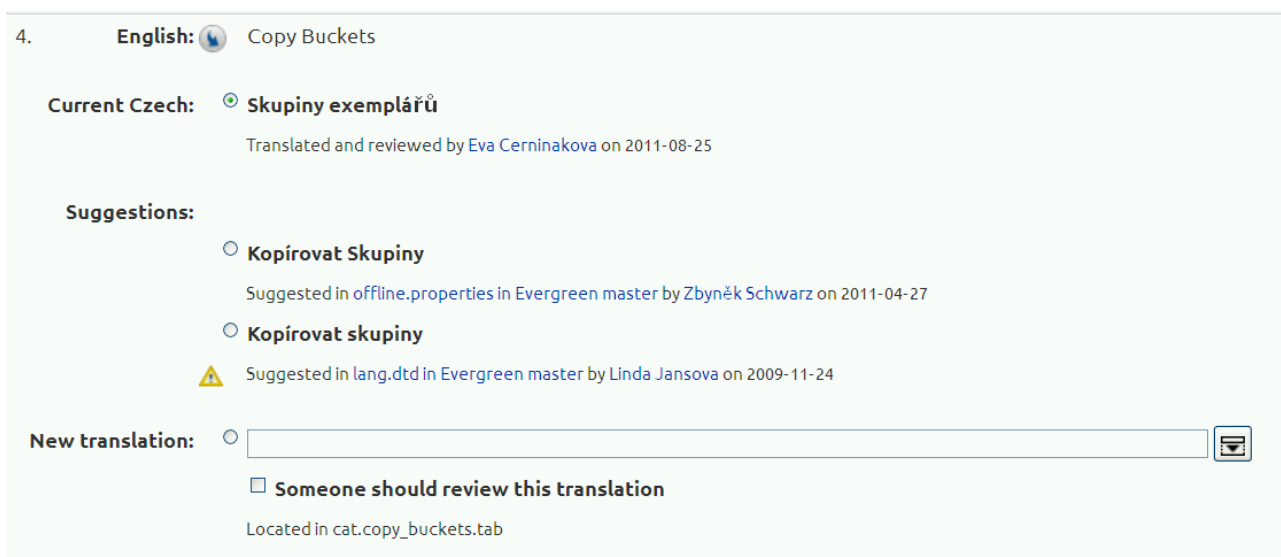 4. English: Copy Buckets
Current Czech: Skupiny exemplářů
Translated and reviewed by Eva Cerninakova on 2011-08-25
Suggestions:
Kopírovat Skupiny
Suggested in offline.properties in Evergreen master by Zbyněk Schwarz on 2011-04-27
Kopírovat skupiny
Suggested in lang.dtd in Evergreen master by Linda Jansova on 2009-11-24
New translation:
Someone should review this translation
Located in cat.copy_buckets.tab